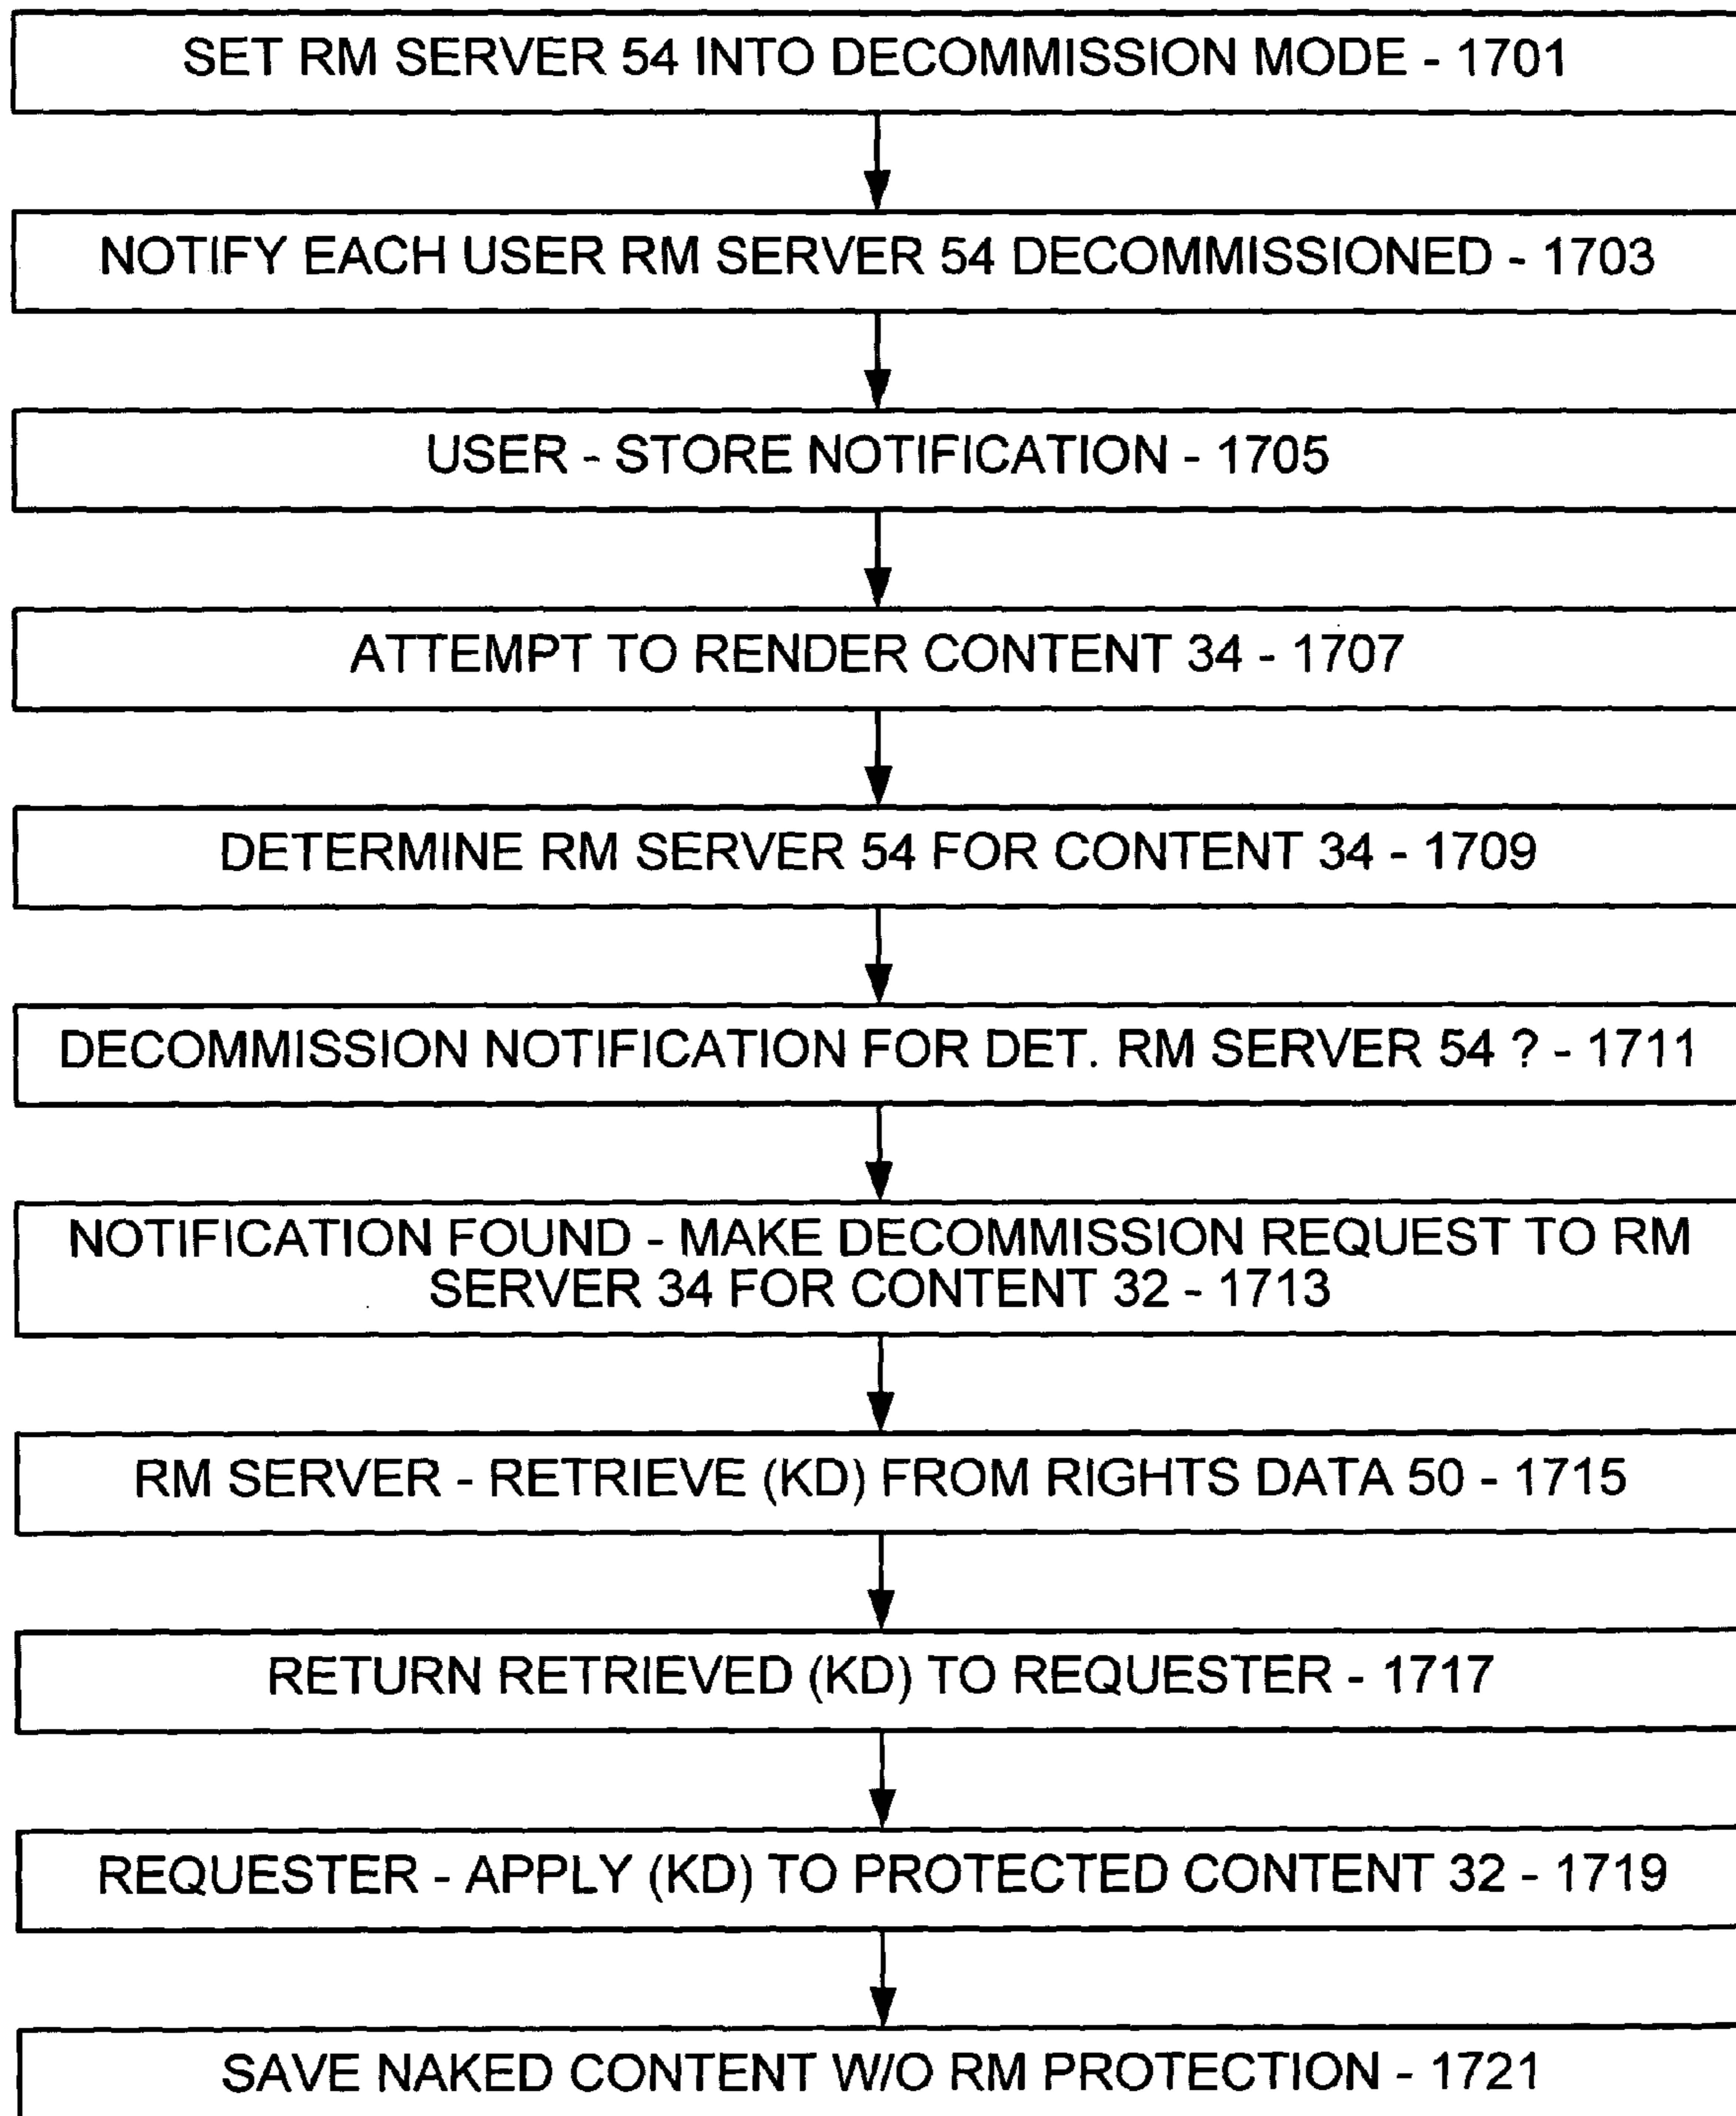 SET RM SERVER 54 INTO DECOMMISSION MODE - 1701
NOTIFY EACH USER RM SERVER 54 DECOMMISSIONED - 1703
USER - STORE NOTIFICATION - 1705
ATTEMPT TO RENDER CONTENT 34 - 1707
DETERMINE RM SERVER 54 FOR CONTENT 34 - 1709
DECOMMISSION NOTIFICATION FOR DET. RM SERVER 54 ? - 1711
NOTIFICATION FOUND - MAKE DECOMMISSION REQUEST TO RM
SERVER 34 FOR CONTENT 32 - 1713
RM SERVER - RETRIEVE (KD) FROM RIGHTS DATA 50 - 1715
RETURN RETRIEVED (KD) TO REQUESTER - 1717
REQUESTER - APPLY (KD) TO PROTECTED CONTENT 32 - 1719
SAVE NAKED CONTENT W/O RM PROTECTION - 1721